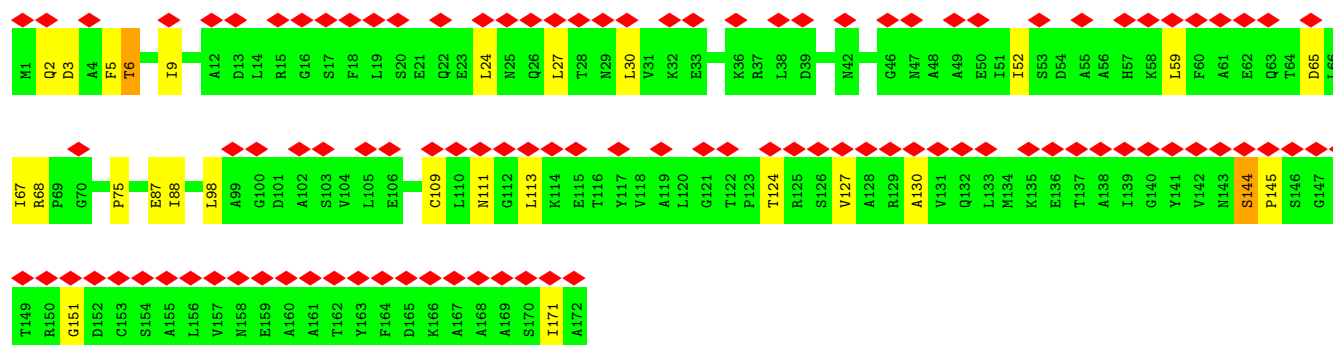 M1 Q2 D3 A4 F5 T6 I9 A12 D13 L14 R15 G16 S17 F18 L19 S20 E21 Q22 E23 L24 N25 Q26 L27 T28 N29 L30 V31 K32 E33 K36 R37 L38 D39 N42 G46 N47 A48 A49 E50 I51 I52 S53 D54 A55 A56 H57 K58 L59 F60 A61 E62 Q63 T64 D65 L66
I67 R68 P69 G70 P75 E87 I88 L98 A99 G100 D101 A102 S103 V104 L105 E106 C109 L110 N111 G112 L113 K114 E115 T116 Y117 V118 A119 L120 G121 T122 P123 T124 R125 S126 V127 A128 R129 A130 V131 Q132 L133 M134 K135 E136 T137 A138 I139 G140 Y141 V142 N143 S144 P145 S146 G147
T149 R150 G151 D152 C153 S154 A155 L156 V157 N158 E159 A160 A161 T162 Y163 F164 D165 K166 A167 A168 A169 S170 I171 A172